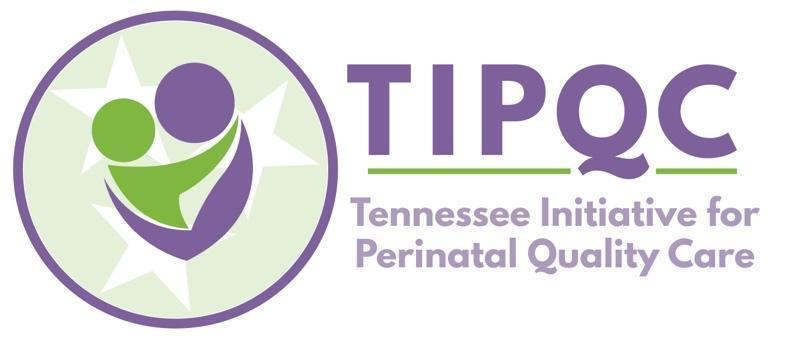 TIPQC
Tennessee Initiative for
Perinatal Quality Care